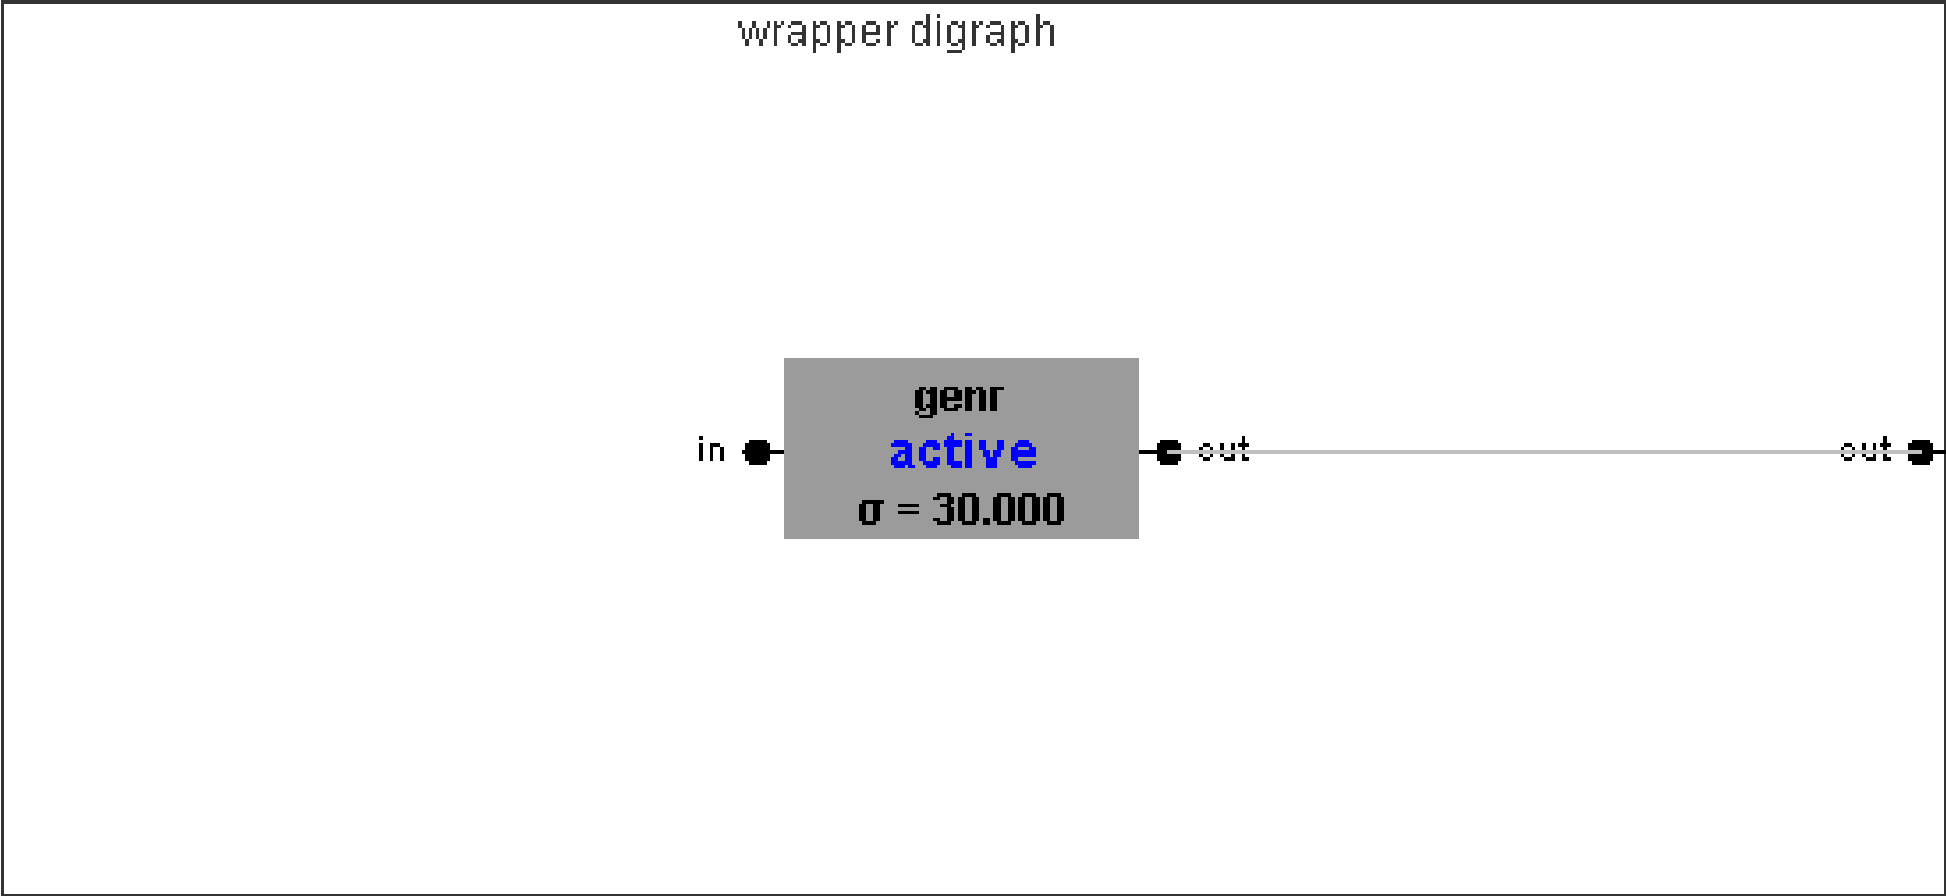 wrapper digraph
genr
in
active
out
out
σ = 30.000